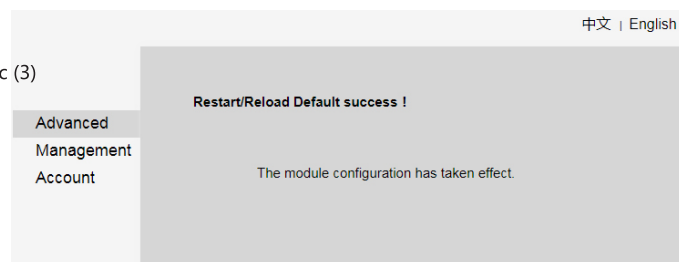 中文 | English
c (3)
Restart/Reload Default success !
Advanced
Management
Account
The module configuration has taken effect.